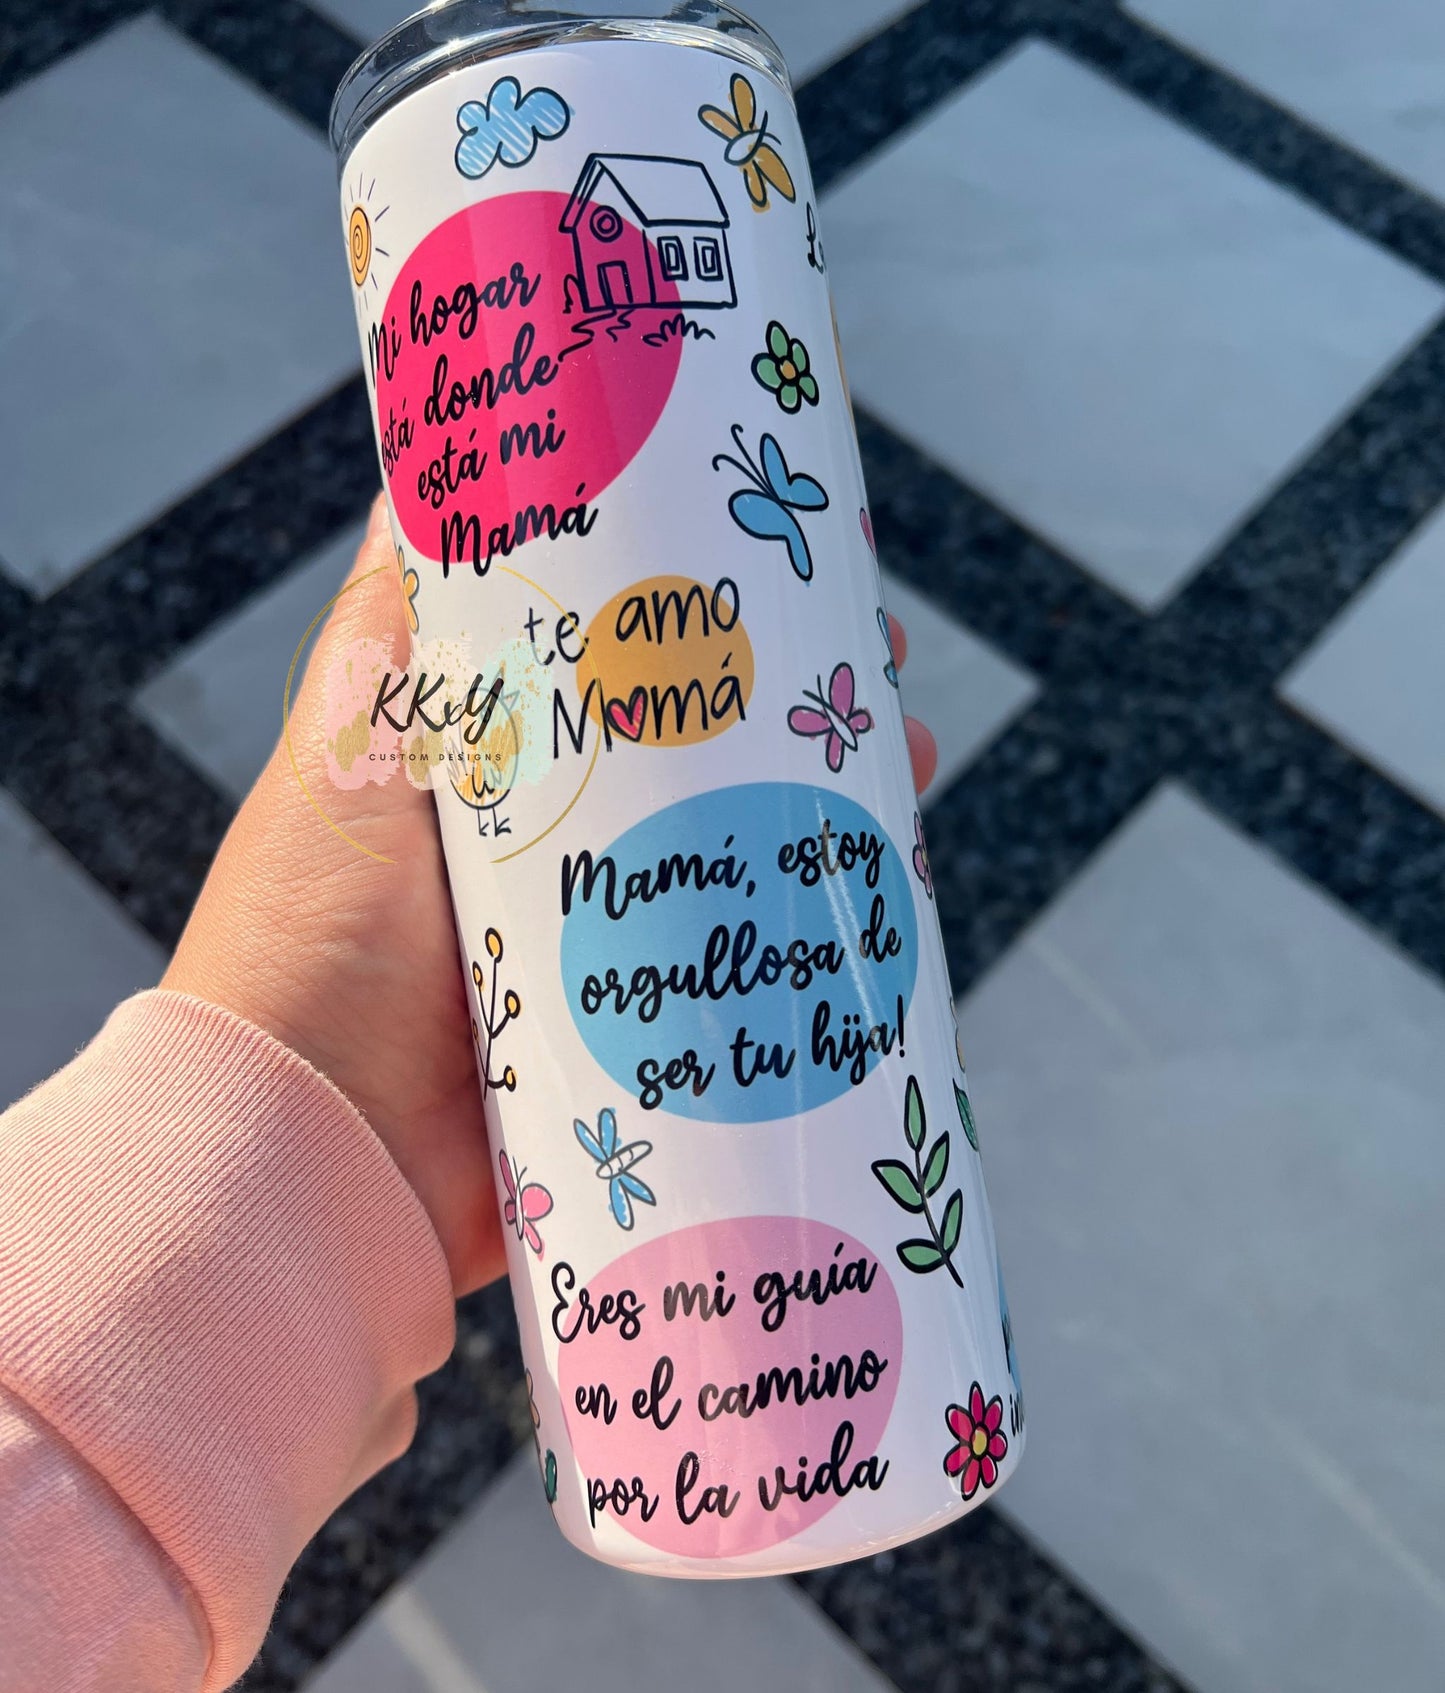 Mi hogar
está donde
está mi
Mamá
te amo
Mamá
KKxY
CUSTOM DESIGNS
Mamá, estoy
orgullosa de
ser tu hija!
Eres mi guía
en el camino
por la vida